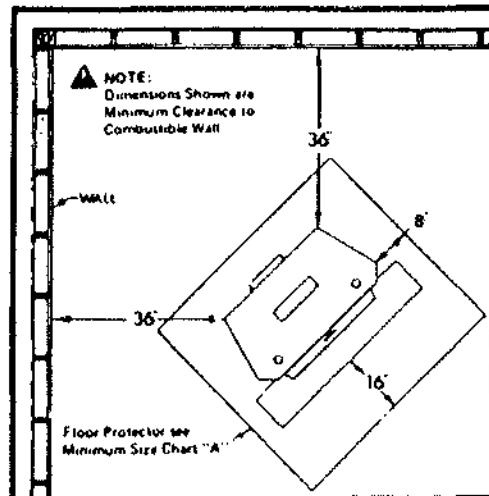 NOTE:
Dimensions Shown are
Minimum Clearance to
Combustible Wall
36"
8"
WALL
36"
16"
Floor Protector see
Minimum Size Chart "A"